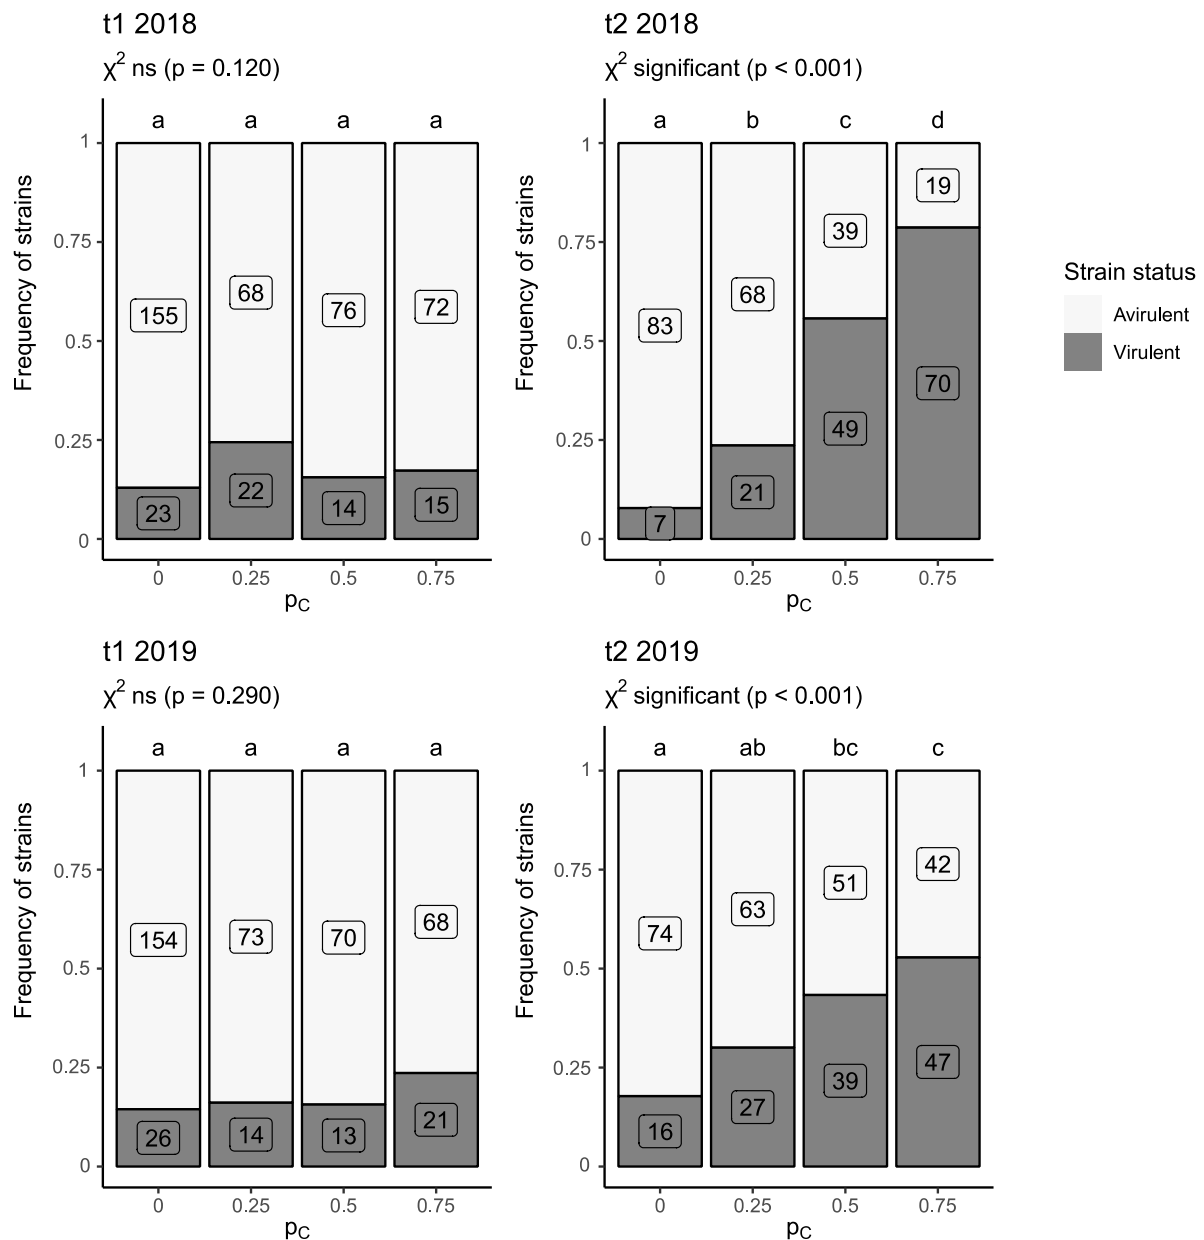 t1 2018
χ² ns (p = 0.120)
a a a a
1
0.75
0.5
0.25
0
Frequency of strains
155 68 76 72
23 22 14 15
0 0.25 0.5 0.75
pC
t2 2018
χ² significant (p < 0.001)
a b c d
1
0.75
0.5
0.25
0
Frequency of strains
83 68 39 19
7 21 49 70
0 0.25 0.5 0.75
pC
Strain status
Avirulent
Virulent
t1 2019
χ² ns (p = 0.290)
a a a a
1
0.75
0.5
0.25
0
Frequency of strains
154 73 70 68
26 14 13 21
0 0.25 0.5 0.75
pC
t2 2019
χ² significant (p < 0.001)
a ab bc c
1
0.75
0.5
0.25
0
Frequency of strains
74 63 51 42
16 27 39 47
0 0.25 0.5 0.75
pC